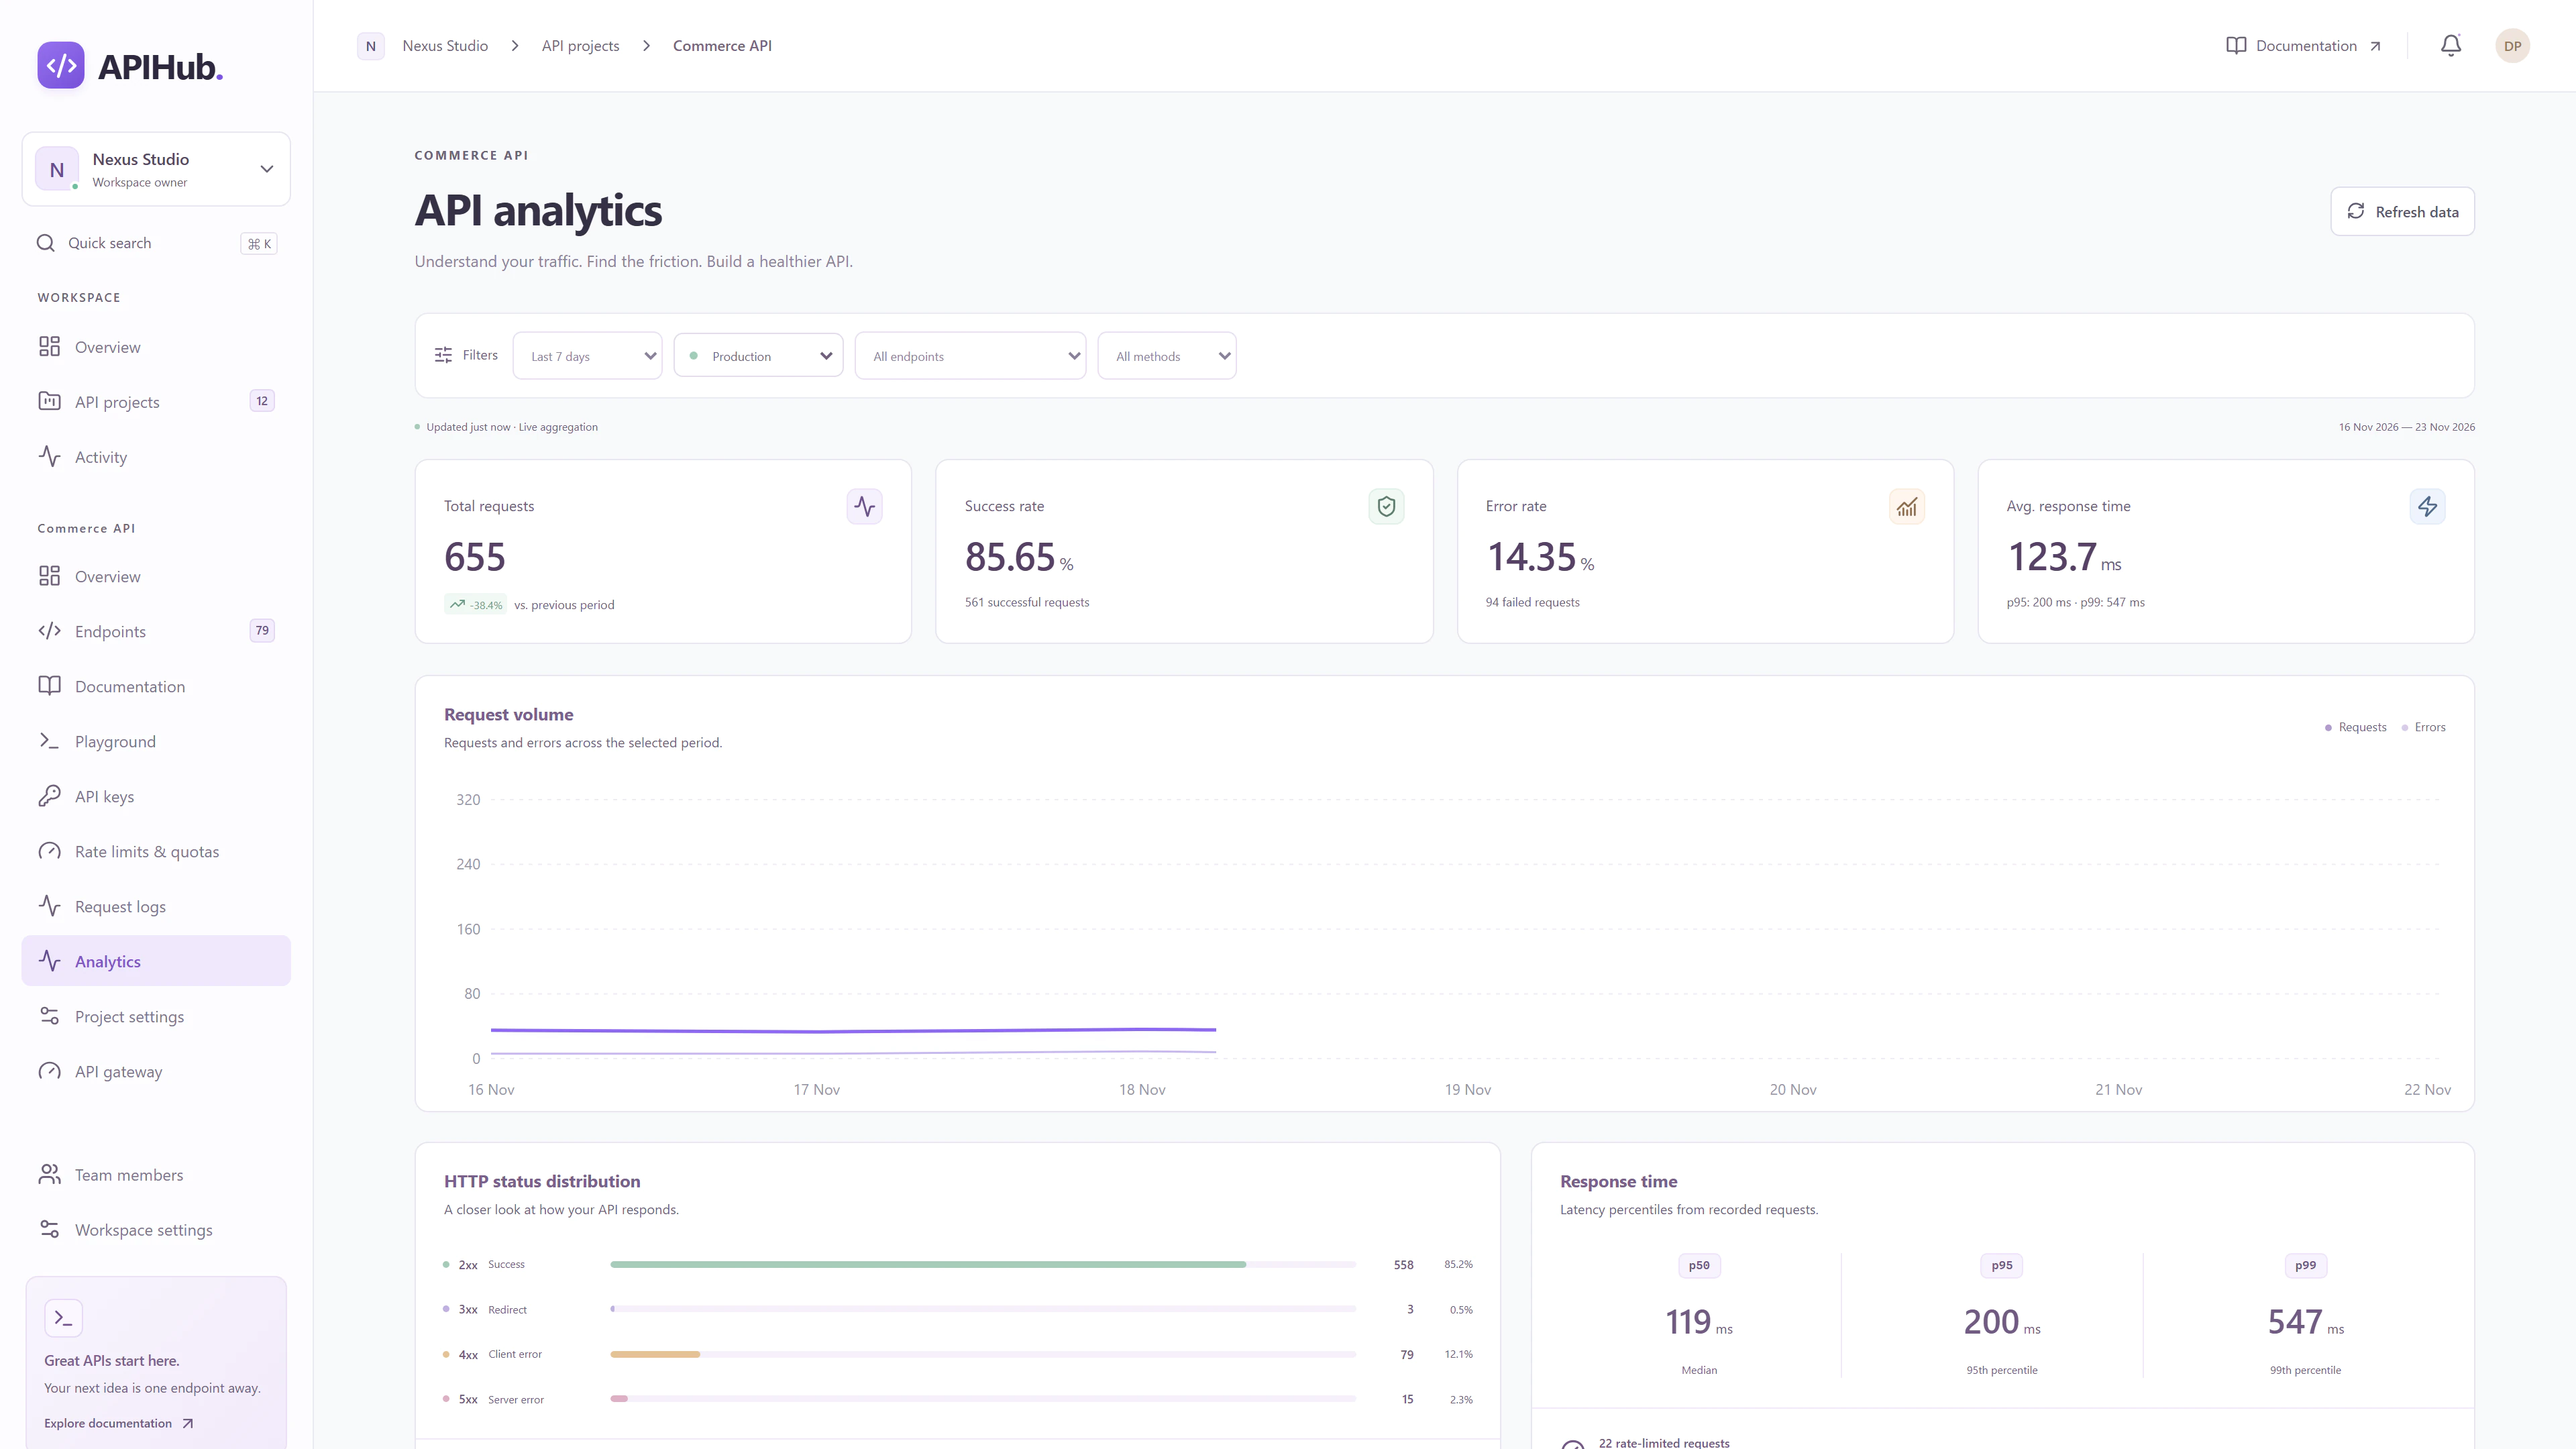 APIHub.
N Nexus Studio
Workspace owner
Quick search ⌘ K
WORKSPACE
Overview
API projects 12
Activity
Commerce API
Overview
Endpoints 79
Documentation
Playground
API keys
Rate limits & quotas
Request logs
Analytics
Project settings
API gateway
Team members
Workspace settings
Great APIs start here.
Your next idea is one endpoint away.
Explore documentation
N Nexus Studio API projects Commerce API
Documentation DP
COMMERCE API
API analytics
Understand your traffic. Find the friction. Build a healthier API.
Refresh data
Filters Last 7 days Production All endpoints All methods
Updated just now · Live aggregation
16 Nov 2026 — 23 Nov 2026
Total requests
655
-38.4% vs. previous period
Success rate
85.65 %
561 successful requests
Error rate
14.35 %
94 failed requests
Avg. response time
123.7 ms
p95: 200 ms · p99: 547 ms
Request volume
Requests and errors across the selected period.
Requests Errors
320
240
160
80
0
16 Nov 17 Nov 18 Nov 19 Nov 20 Nov 21 Nov 22 Nov
HTTP status distribution
A closer look at how your API responds.
2xx Success 558 85.2%
3xx Redirect 3 0.5%
4xx Client error 79 12.1%
5xx Server error 15 2.3%
Response time
Latency percentiles from recorded requests.
p50 p95 p99
119 ms 200 ms 547 ms
Median 95th percentile 99th percentile
22 rate-limited requests